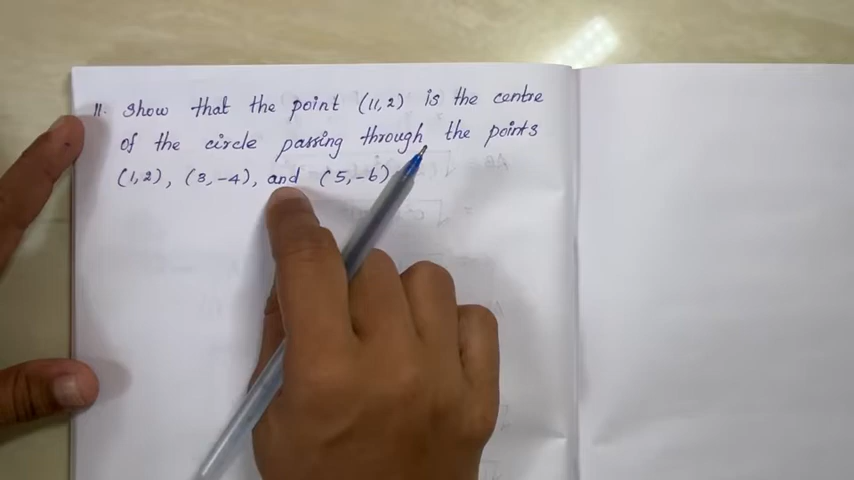 11. Show that the point (11,2) is the centre
of the circle passing through the points
(1,2), (3,-4), and (5,-6)